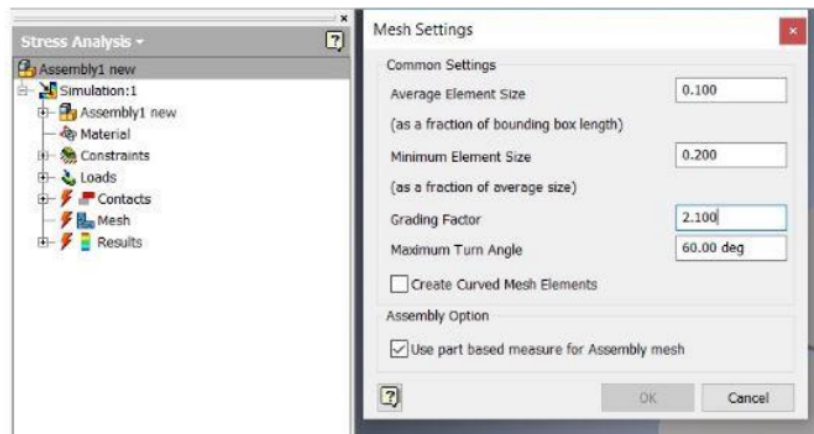 Stress Analysis
Assembly1 new
Simulation:1
Assembly1 new
Material
Constraints
Loads
Contacts
Mesh
Results
Mesh Settings
Common Settings
Average Element Size 0.100
(as a fraction of bounding box length)
Minimum Element Size 0.200
(as a fraction of average size)
Grading Factor 2.100
Maximum Turn Angle 60.00 deg
Create Curved Mesh Elements
Assembly Option
Use part based measure for Assembly mesh
OK Cancel